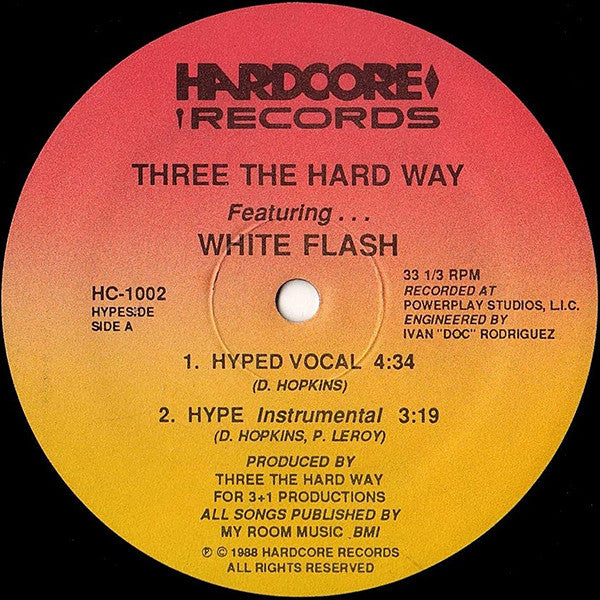 HARDCORE
RECORDS
THREE THE HARD WAY
Featuring...
WHITE FLASH
HC-1002
HYPESIDE
SIDE A
33 1/3 RPM
RECORDED AT
POWERPLAY STUDIOS, L.I.C.
ENGINEERED BY
IVAN "DOC" RODRIGUEZ
1. HYPED VOCAL 4:34
(D. HOPKINS)
2. HYPE Instrumental 3:19
(D. HOPKINS, P. LEROY)
PRODUCED BY
THREE THE HARD WAY
FOR 3+1 PRODUCTIONS
ALL SONGS PUBLISHED BY
MY ROOM MUSIC BMI
℗ © 1988 HARDCORE RECORDS
ALL RIGHTS RESERVED